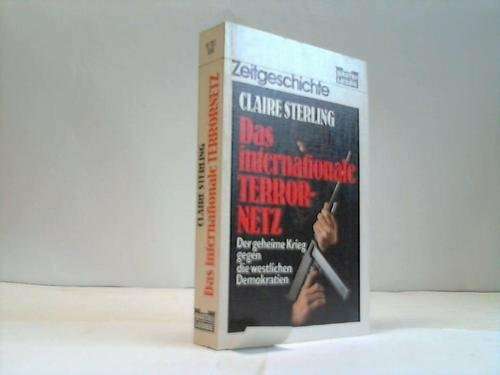 Zeitgeschichte
CLAIRE STERLING
Das
internationale
TERROR-
NETZ
Der geheime Krieg
gegen
die westlichen
Demokratien
CLAIRE STERLING
Das internationale TERRORNETZ